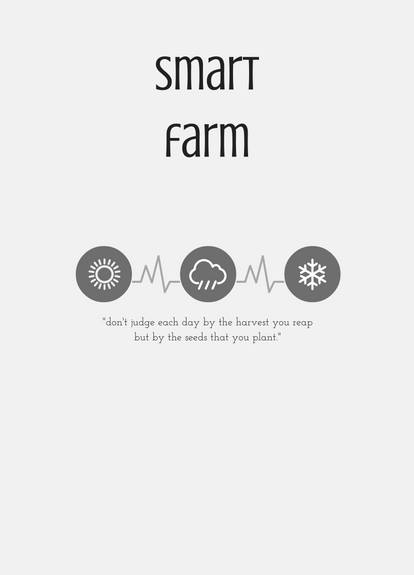 smart
farm
"don't judge each day by the harvest you reap
but by the seeds that you plant."